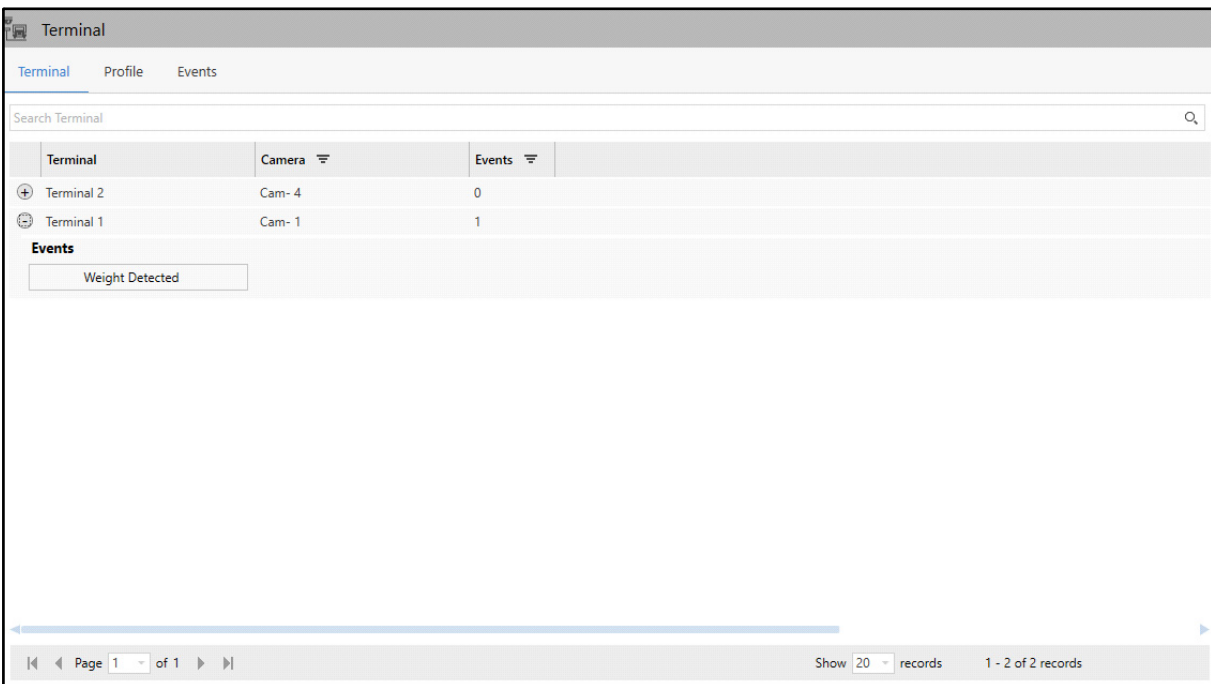 Terminal
Terminal Profile Events
Search Terminal
Terminal Camera Events
Terminal 2 Cam- 4 0
Terminal 1 Cam- 1 1
Events
Weight Detected
Page 1 of 1 Show 20 records 1 - 2 of 2 records